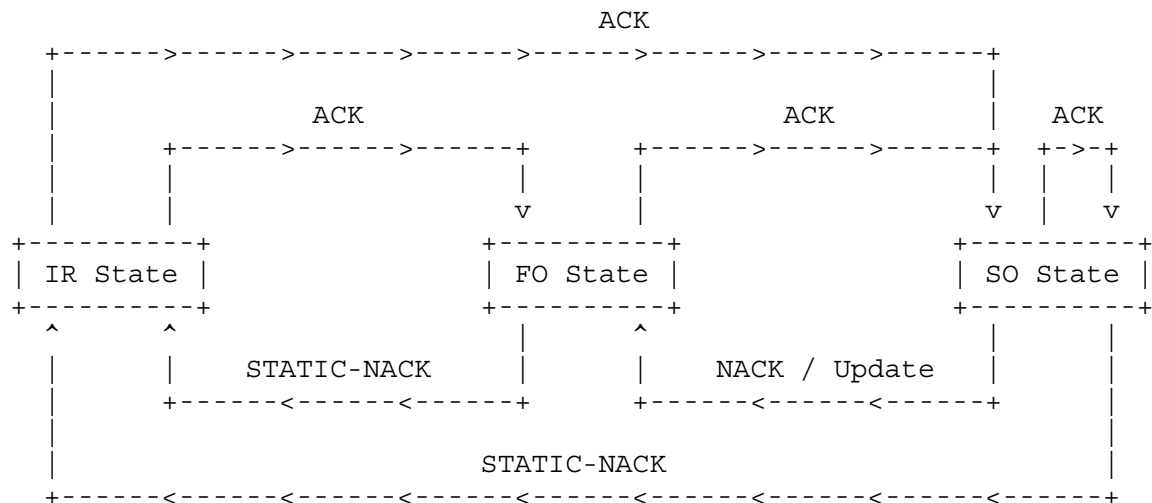 ACK
ACK ACK ACK
v v v
IR State FO State SO State
STATIC-NACK NACK / Update
STATIC-NACK